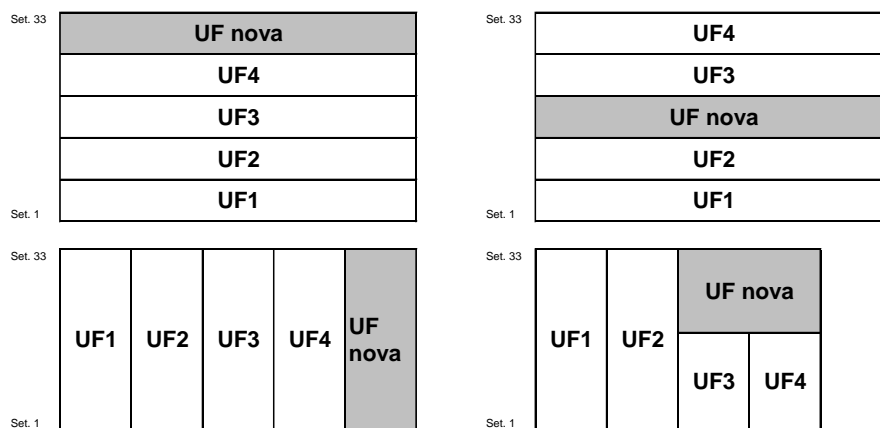 Set. 33
UF nova
UF4
UF3
UF2
UF1
Set. 1
Set. 33
UF4
UF3
UF nova
UF2
UF1
Set. 1
Set. 33
UF1 UF2 UF3 UF4 UF
nova
Set. 1
Set. 33
UF nova
UF1 UF2
UF3 UF4
Set. 1